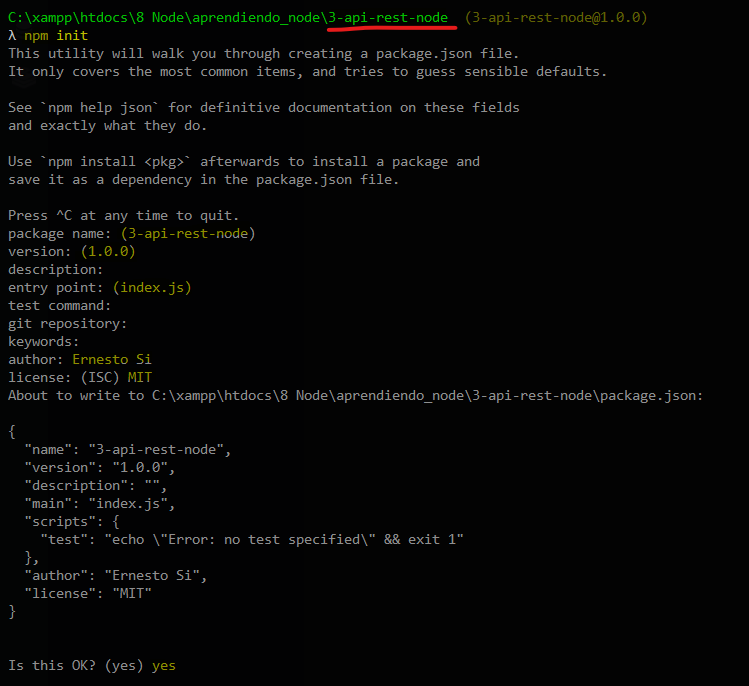 C:\xampp\htdocs\8 Node\aprendiendo_node\3-api-rest-node (3-api-rest-node@1.0.0)
λ npm init
This utility will walk you through creating a package.json file.
It only covers the most common items, and tries to guess sensible defaults.
See `npm help json` for definitive documentation on these fields
and exactly what they do.
Use `npm install <pkg>` afterwards to install a package and
save it as a dependency in the package.json file.
Press ^C at any time to quit.
package name: (3-api-rest-node)
version: (1.0.0)
description:
entry point: (index.js)
test command:
git repository:
keywords:
author: Ernesto Si
license: (ISC) MIT
About to write to C:\xampp\htdocs\8 Node\aprendiendo_node\3-api-rest-node\package.json:
{
  "name": "3-api-rest-node",
  "version": "1.0.0",
  "description": "",
  "main": "index.js",
  "scripts": {
    "test": "echo \"Error: no test specified\" && exit 1"
  },
  "author": "Ernesto Si",
  "license": "MIT"
}
Is this OK? (yes) yes